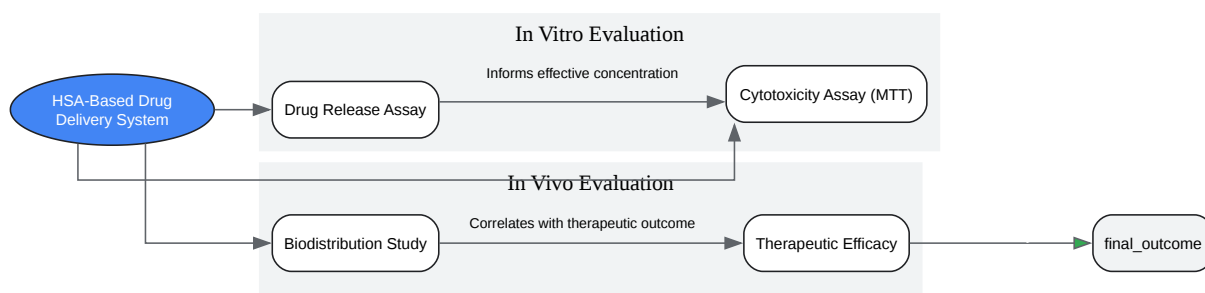 In Vitro Evaluation
Informs effective concentration
HSA-Based Drug
Delivery System
Drug Release Assay
Cytotoxicity Assay (MTT)
In Vivo Evaluation
Correlates with therapeutic outcome
Biodistribution Study
Therapeutic Efficacy
final_outcome